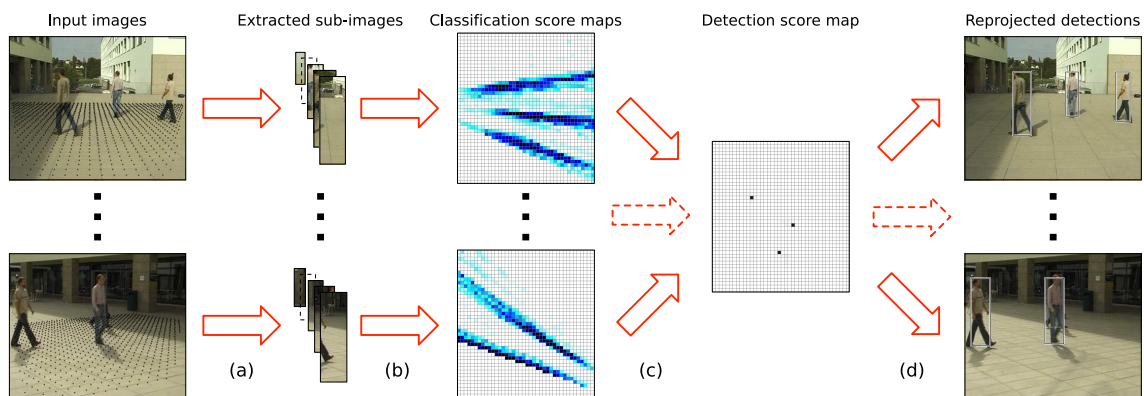 Input images
Extracted sub-images
Classification score maps
Detection score map
Reprojected detections
(a)
(b)
(c)
(d)